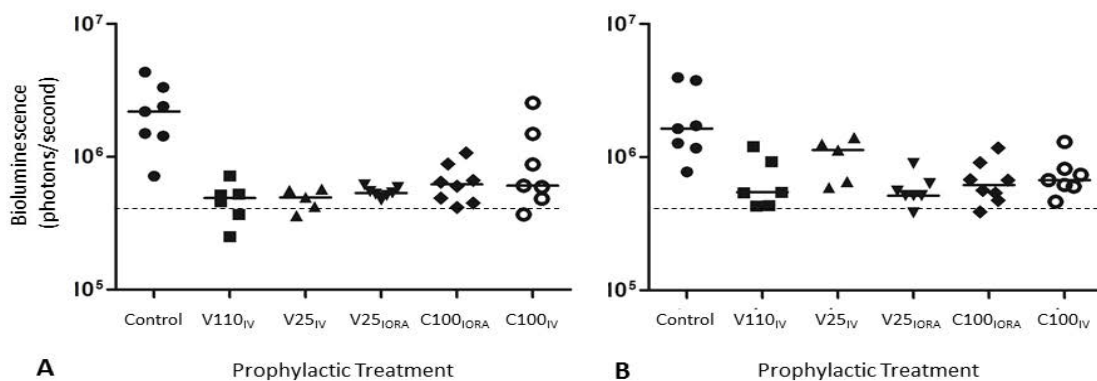 Bioluminescence
(photons/second)
10⁷
10⁶
10⁵
Control V110IV V25IV V25IORA C100IORA C100IV
A Prophylactic Treatment
10⁷
10⁶
10⁵
Control V110IV V25IV V25IORA C100IORA C100IV
B Prophylactic Treatment